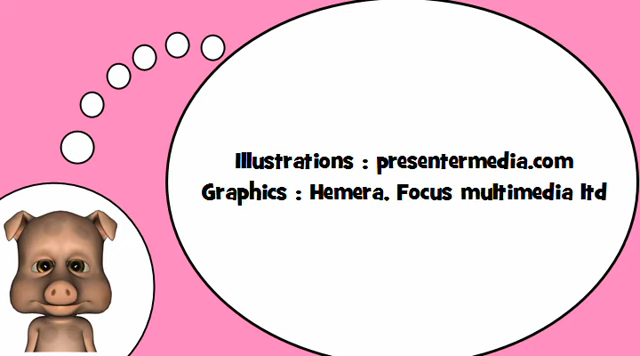 Illustrations : presentermedia.com
Graphics : Hemera. Focus multimedia ltd